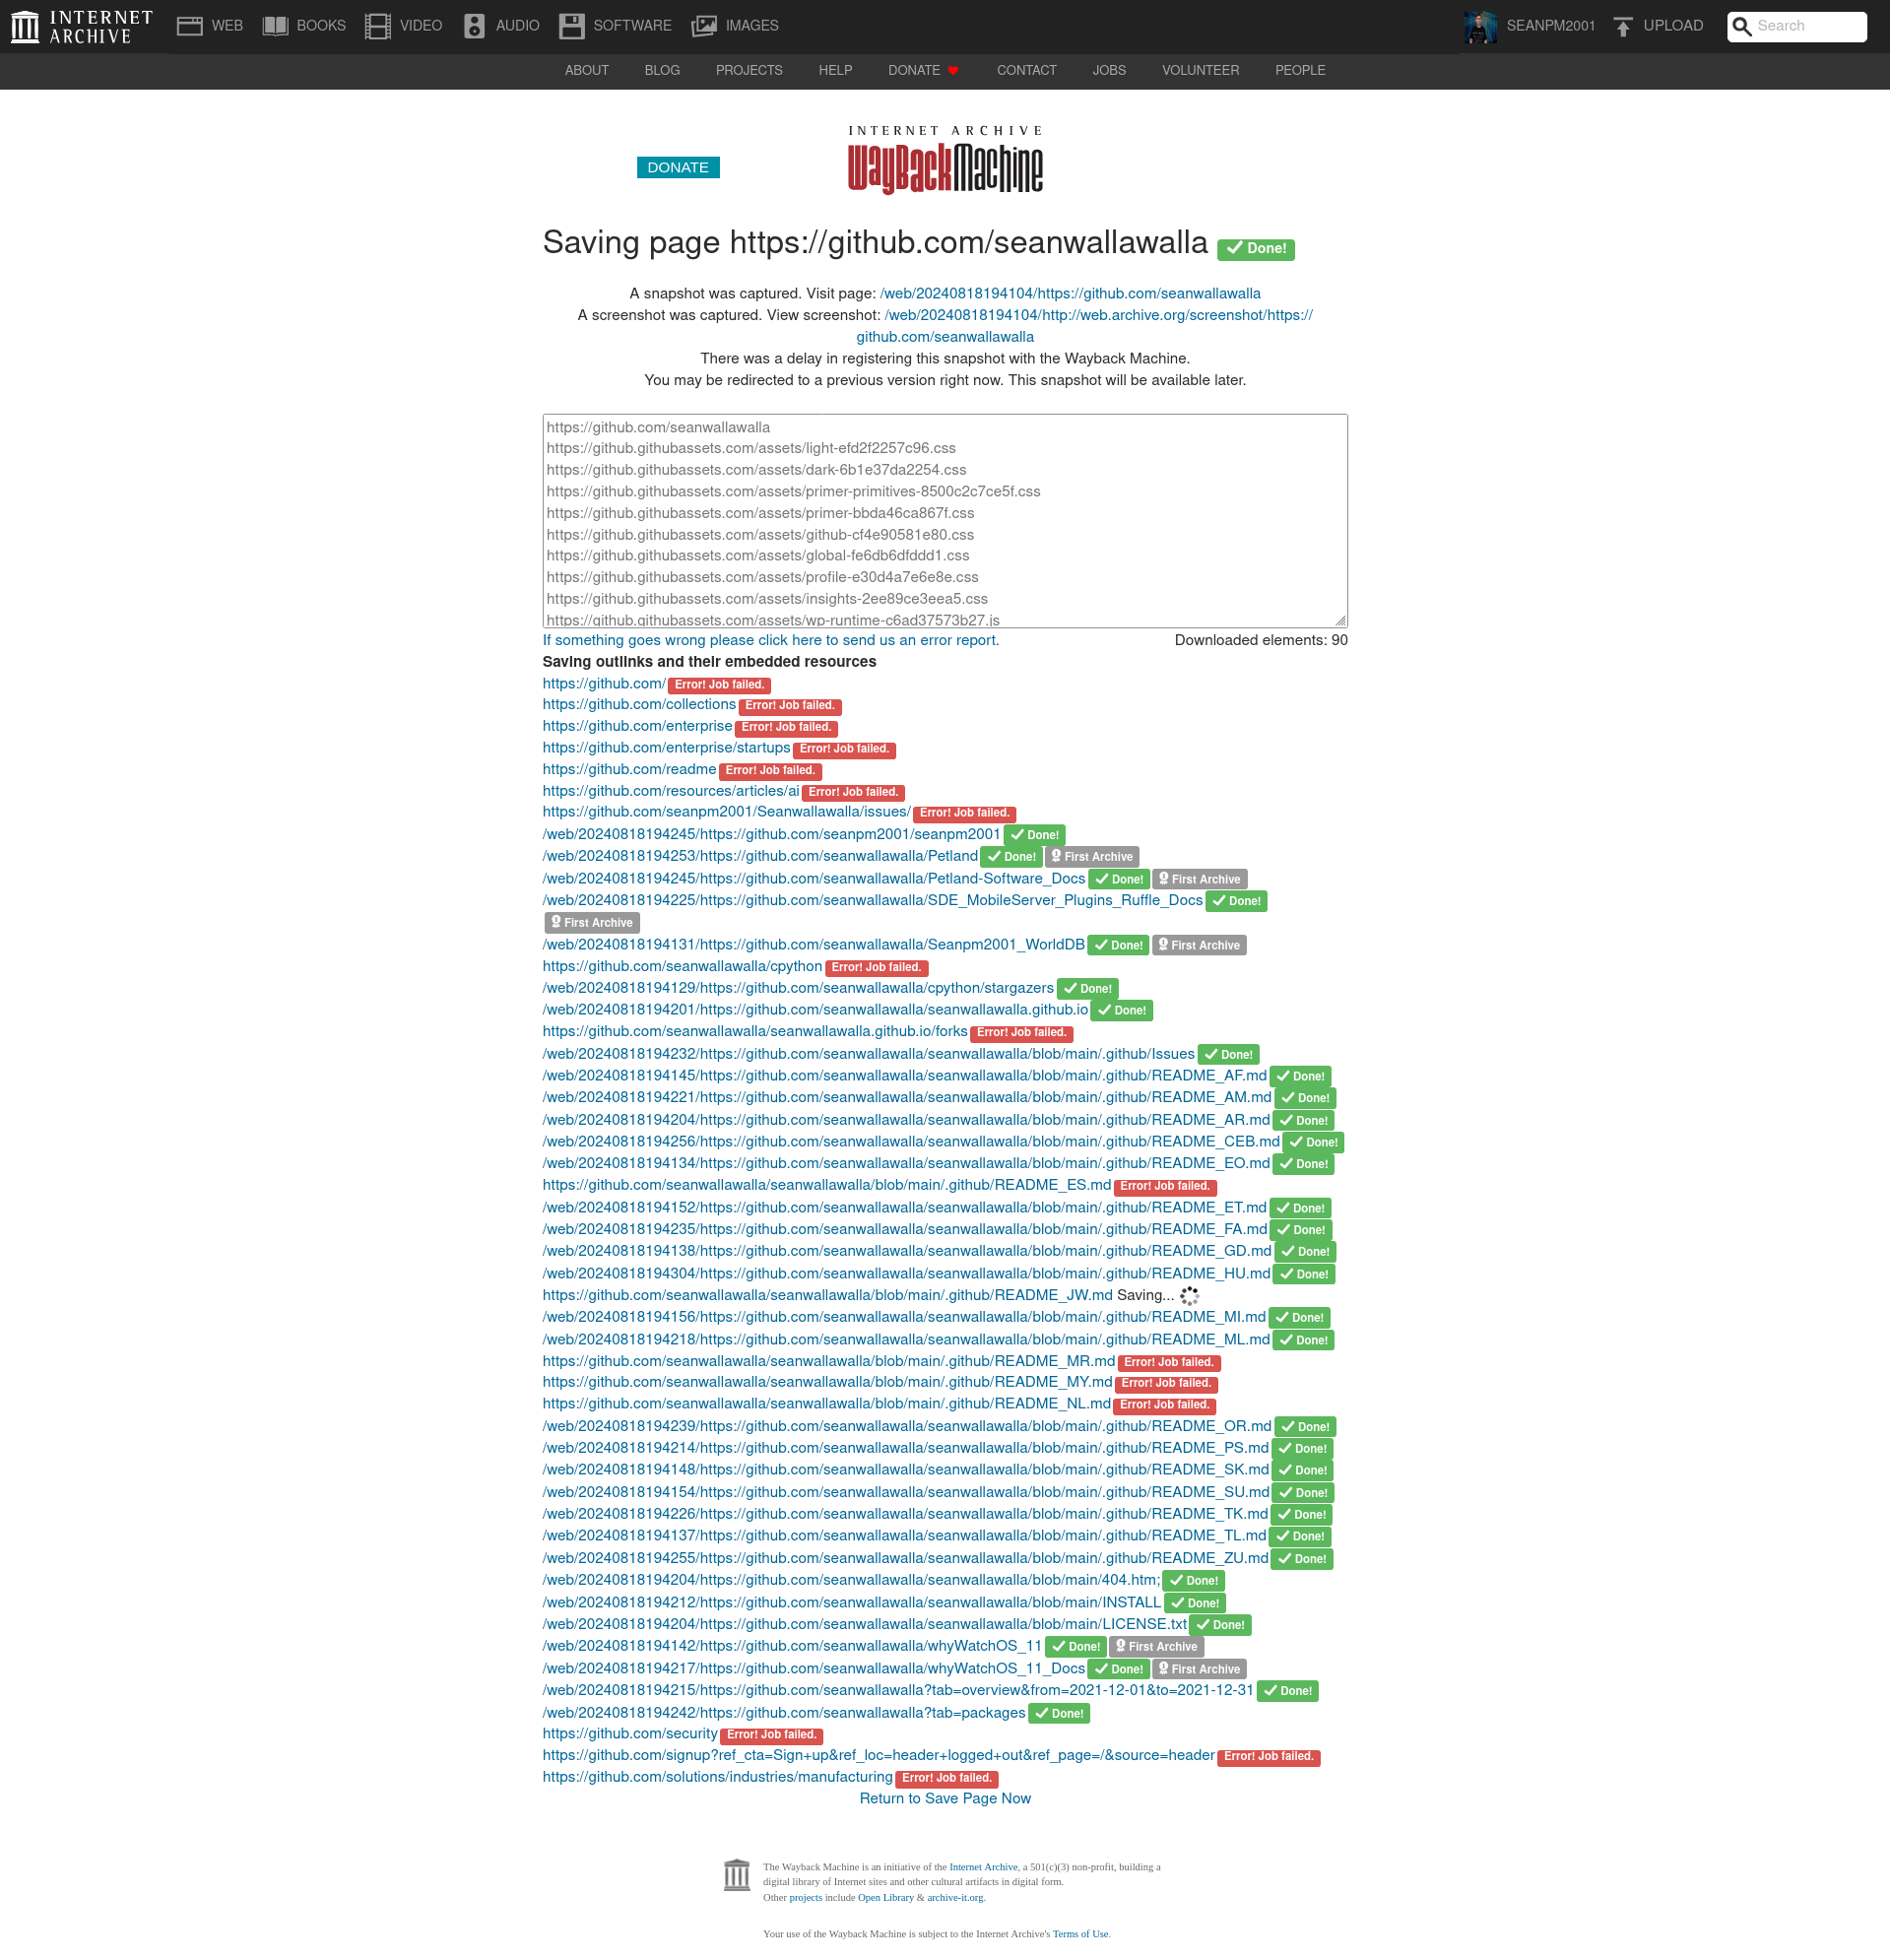 INTERNET ARCHIVE WEB BOOKS VIDEO AUDIO SOFTWARE IMAGES SEANPM2001 UPLOAD Search
ABOUT BLOG PROJECTS HELP DONATE CONTACT JOBS VOLUNTEER PEOPLE
INTERNET ARCHIVE
DONATE WayBackMachine
Saving page https://github.com/seanwallawalla Done!
A snapshot was captured. Visit page: /web/20240818194104/https://github.com/seanwallawalla
A screenshot was captured. View screenshot: /web/20240818194104/http://web.archive.org/screenshot/https://
github.com/seanwallawalla
There was a delay in registering this snapshot with the Wayback Machine.
You may be redirected to a previous version right now. This snapshot will be available later.
https://github.com/seanwallawalla
https://github.githubassets.com/assets/light-efd2f2257c96.css
https://github.githubassets.com/assets/dark-6b1e37da2254.css
https://github.githubassets.com/assets/primer-primitives-8500c2c7ce5f.css
https://github.githubassets.com/assets/primer-bbda46ca867f.css
https://github.githubassets.com/assets/github-cf4e90581e80.css
https://github.githubassets.com/assets/global-fe6db6dfddd1.css
https://github.githubassets.com/assets/profile-e30d4a7e6e8e.css
https://github.githubassets.com/assets/insights-2ee89ce3eea5.css
https://github.githubassets.com/assets/wp-runtime-c6ad37573b27.js
If something goes wrong please click here to send us an error report. Downloaded elements: 90
Saving outlinks and their embedded resources
https://github.com/ Error! Job failed.
https://github.com/collections Error! Job failed.
https://github.com/enterprise Error! Job failed.
https://github.com/enterprise/startups Error! Job failed.
https://github.com/readme Error! Job failed.
https://github.com/resources/articles/ai Error! Job failed.
https://github.com/seanpm2001/Seanwallawalla/issues/ Error! Job failed.
/web/20240818194245/https://github.com/seanpm2001/seanpm2001 Done!
/web/20240818194253/https://github.com/seanwallawalla/Petland Done! First Archive
/web/20240818194245/https://github.com/seanwallawalla/Petland-Software_Docs Done! First Archive
/web/20240818194225/https://github.com/seanwallawalla/SDE_MobileServer_Plugins_Ruffle_Docs Done!
First Archive
/web/20240818194131/https://github.com/seanwallawalla/Seanpm2001_WorldDB Done! First Archive
https://github.com/seanwallawalla/cpython Error! Job failed.
/web/20240818194129/https://github.com/seanwallawalla/cpython/stargazers Done!
/web/20240818194201/https://github.com/seanwallawalla/seanwallawalla.github.io Done!
https://github.com/seanwallawalla/seanwallawalla.github.io/forks Error! Job failed.
/web/20240818194232/https://github.com/seanwallawalla/seanwallawalla/blob/main/.github/Issues Done!
/web/20240818194145/https://github.com/seanwallawalla/seanwallawalla/blob/main/.github/README_AF.md Done!
/web/20240818194221/https://github.com/seanwallawalla/seanwallawalla/blob/main/.github/README_AM.md Done!
/web/20240818194204/https://github.com/seanwallawalla/seanwallawalla/blob/main/.github/README_AR.md Done!
/web/20240818194256/https://github.com/seanwallawalla/seanwallawalla/blob/main/.github/README_CEB.md Done!
/web/20240818194134/https://github.com/seanwallawalla/seanwallawalla/blob/main/.github/README_EO.md Done!
https://github.com/seanwallawalla/seanwallawalla/blob/main/.github/README_ES.md Error! Job failed.
/web/20240818194152/https://github.com/seanwallawalla/seanwallawalla/blob/main/.github/README_ET.md Done!
/web/20240818194235/https://github.com/seanwallawalla/seanwallawalla/blob/main/.github/README_FA.md Done!
/web/20240818194138/https://github.com/seanwallawalla/seanwallawalla/blob/main/.github/README_GD.md Done!
/web/20240818194304/https://github.com/seanwallawalla/seanwallawalla/blob/main/.github/README_HU.md Done!
https://github.com/seanwallawalla/seanwallawalla/blob/main/.github/README_JW.md Saving...
/web/20240818194156/https://github.com/seanwallawalla/seanwallawalla/blob/main/.github/README_MI.md Done!
/web/20240818194218/https://github.com/seanwallawalla/seanwallawalla/blob/main/.github/README_ML.md Done!
https://github.com/seanwallawalla/seanwallawalla/blob/main/.github/README_MR.md Error! Job failed.
https://github.com/seanwallawalla/seanwallawalla/blob/main/.github/README_MY.md Error! Job failed.
https://github.com/seanwallawalla/seanwallawalla/blob/main/.github/README_NL.md Error! Job failed.
/web/20240818194239/https://github.com/seanwallawalla/seanwallawalla/blob/main/.github/README_OR.md Done!
/web/20240818194214/https://github.com/seanwallawalla/seanwallawalla/blob/main/.github/README_PS.md Done!
/web/20240818194148/https://github.com/seanwallawalla/seanwallawalla/blob/main/.github/README_SK.md Done!
/web/20240818194154/https://github.com/seanwallawalla/seanwallawalla/blob/main/.github/README_SU.md Done!
/web/20240818194226/https://github.com/seanwallawalla/seanwallawalla/blob/main/.github/README_TK.md Done!
/web/20240818194137/https://github.com/seanwallawalla/seanwallawalla/blob/main/.github/README_TL.md Done!
/web/20240818194255/https://github.com/seanwallawalla/seanwallawalla/blob/main/.github/README_ZU.md Done!
/web/20240818194204/https://github.com/seanwallawalla/seanwallawalla/blob/main/404.htm; Done!
/web/20240818194212/https://github.com/seanwallawalla/seanwallawalla/blob/main/INSTALL Done!
/web/20240818194204/https://github.com/seanwallawalla/seanwallawalla/blob/main/LICENSE.txt Done!
/web/20240818194142/https://github.com/seanwallawalla/whyWatchOS_11 Done! First Archive
/web/20240818194217/https://github.com/seanwallawalla/whyWatchOS_11_Docs Done! First Archive
/web/20240818194215/https://github.com/seanwallawalla?tab=overview&from=2021-12-01&to=2021-12-31 Done!
/web/20240818194242/https://github.com/seanwallawalla?tab=packages Done!
https://github.com/security Error! Job failed.
https://github.com/signup?ref_cta=Sign+up&ref_loc=header+logged+out&ref_page=/&source=header Error! Job failed.
https://github.com/solutions/industries/manufacturing Error! Job failed.
Return to Save Page Now
The Wayback Machine is an initiative of the Internet Archive, a 501(c)(3) non-profit, building a
digital library of Internet sites and other cultural artifacts in digital form.
Other projects include Open Library & archive-it.org.
Your use of the Wayback Machine is subject to the Internet Archive's Terms of Use.